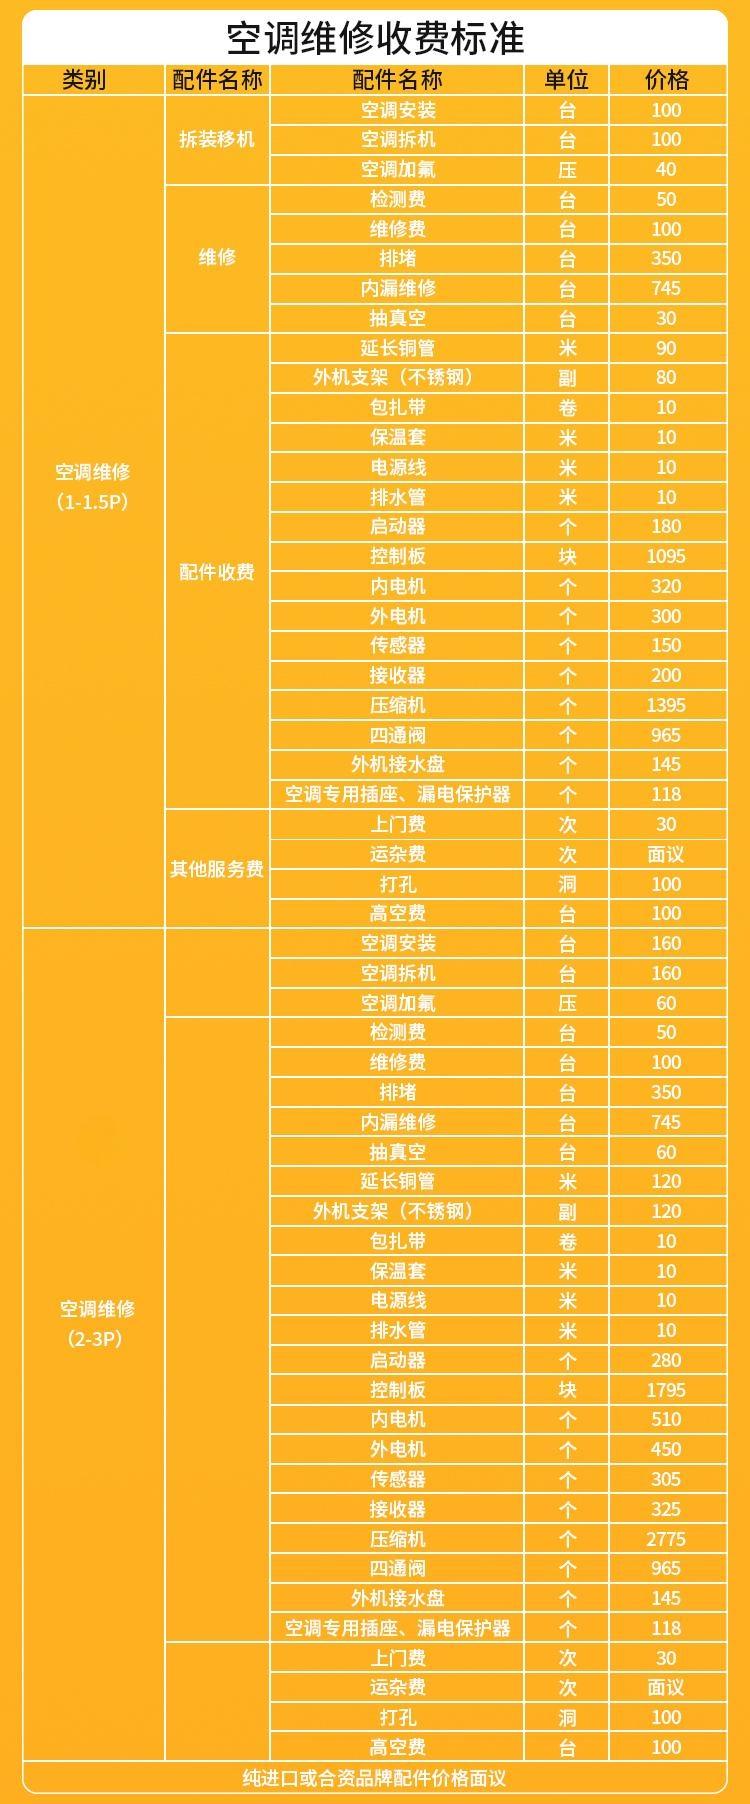 空调维修收费标准
类别 配件名称 配件名称 单位 价格
空调安装 台 100
拆装移机 空调拆机 台 100
空调加氟 压 40
检测费 台 50
维修费 台 100
维修 排堵 台 350
内漏维修 台 745
抽真空 台 30
延长铜管 米 90
外机支架（不锈钢） 副 80
包扎带 卷 10
保温套 米 10
空调维修 电源线 米 10
（1-1.5P） 排水管 米 10
启动器 个 180
控制板 块 1095
配件收费 内电机 个 320
外电机 个 300
传感器 个 150
接收器 个 200
压缩机 个 1395
四通阀 个 965
外机接水盘 个 145
空调专用插座、漏电保护器 个 118
上门费 次 30
运杂费 次 面议
其他服务费 打孔 洞 100
高空费 台 100
空调安装 台 160
空调拆机 台 160
空调加氟 压 60
检测费 台 50
维修费 台 100
排堵 台 350
内漏维修 台 745
抽真空 台 60
延长铜管 米 120
外机支架（不锈钢） 副 120
包扎带 卷 10
保温套 米 10
空调维修 电源线 米 10
（2-3P） 排水管 米 10
启动器 个 280
控制板 块 1795
内电机 个 510
外电机 个 450
传感器 个 305
接收器 个 325
压缩机 个 2775
四通阀 个 965
外机接水盘 个 145
空调专用插座、漏电保护器 个 118
上门费 次 30
运杂费 次 面议
打孔 洞 100
高空费 台 100
纯进口或合资品牌配件价格面议